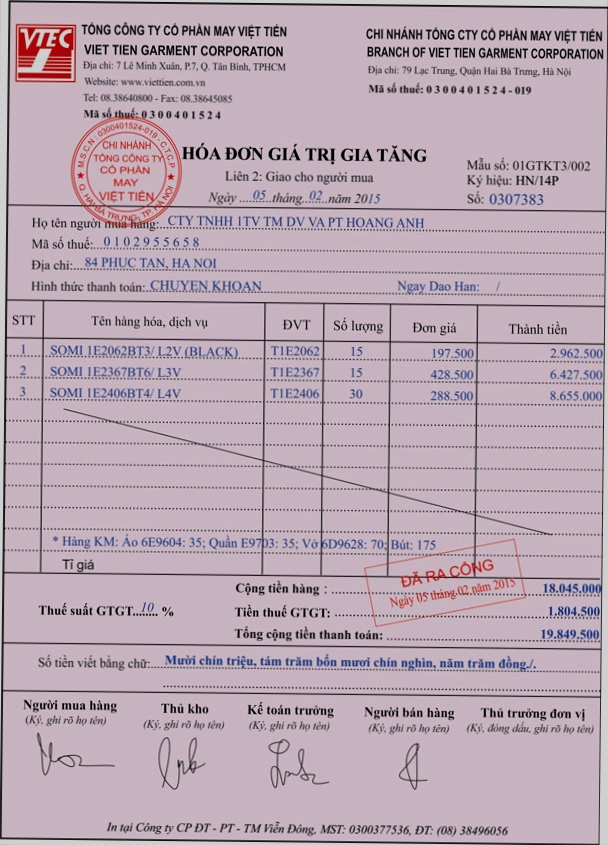 VTEC
TỔNG CÔNG TY CỔ PHẦN MAY VIỆT TIẾN
VIET TIEN GARMENT CORPORATION
Địa chỉ: 7 Lê Minh Xuân, P.7, Q. Tân Bình, TPHCM
Website: www.viettien.com.vn
Tel: 08.38640800 - Fax: 08.38645085
Mã số thuế: 0 3 0 0 4 0 1 5 2 4
CHI NHÁNH TỔNG CTY CỔ PHẦN MAY VIỆT TIẾN
BRANCH OF VIET TIEN GARMENT CORPORATION
Địa chỉ: 79 Lạc Trung, Quận Hai Bà Trưng, Hà Nội
Mã số thuế: 0 3 0 0 4 0 1 5 2 4 - 019
M.S.C.N: 0300401524-019-C.T.C.P
CHI NHÁNH
TỔNG CÔNG TY
CỔ PHẦN
MAY
VIỆT TIẾN
Q. HAI BÀ TRƯNG, TP. HÀ NỘI
HÓA ĐƠN GIÁ TRỊ GIA TĂNG
Liên 2: Giao cho người mua
Ngày ...05...tháng...02..năm 2015
Mẫu số: 01GTKT3/002
Ký hiệu: HN/14P
Số: 0307383
Họ tên người mua hàng: CTY TNHH 1TV TM DV VA PT HOANG ANH
Mã số thuế: 0 1 0 2 9 5 5 6 5 8
Địa chỉ: 84 PHUC TAN, HA NOI
Hình thức thanh toán: CHUYEN KHOAN Ngay Dao Han: /
STT Tên hàng hóa, dịch vụ ĐVT Số lượng Đơn giá Thành tiền
1 SOMI 1E2062BT3/ L2V (BLACK) T1E2062 15 197.500 2.962.500
2 SOMI 1E2367BT6/ L3V T1E2367 15 428.500 6.427.500
3 SOMI 1E2406BT4/ L4V T1E2406 30 288.500 8.655.000
* Hàng KM: Áo 6E9604: 35; Quần E9703: 35; Vớ 6D9628: 70; Bút: 175
Tỉ giá
ĐÃ RA CỔNG
Ngày 05 tháng 02 năm 2015
Cộng tiền hàng : 18.045.000
Thuế suất GTGT..10.. % Tiền thuế GTGT: 1.804.500
Tổng cộng tiền thanh toán: 19.849.500
Số tiền viết bằng chữ: Mười chín triệu, tám trăm bốn mươi chín nghìn, năm trăm đồng./.
Người mua hàng Thủ kho Kế toán trưởng Người bán hàng Thủ trưởng đơn vị
(Ký, ghi rõ họ tên) (Ký, ghi rõ họ tên) (Ký, ghi rõ họ tên) (Ký, ghi rõ họ tên) (Ký, đóng dấu, ghi rõ họ tên)
In tại Công ty CP ĐT - PT - TM Viễn Đông, MST: 0300377536, ĐT: (08) 38496056